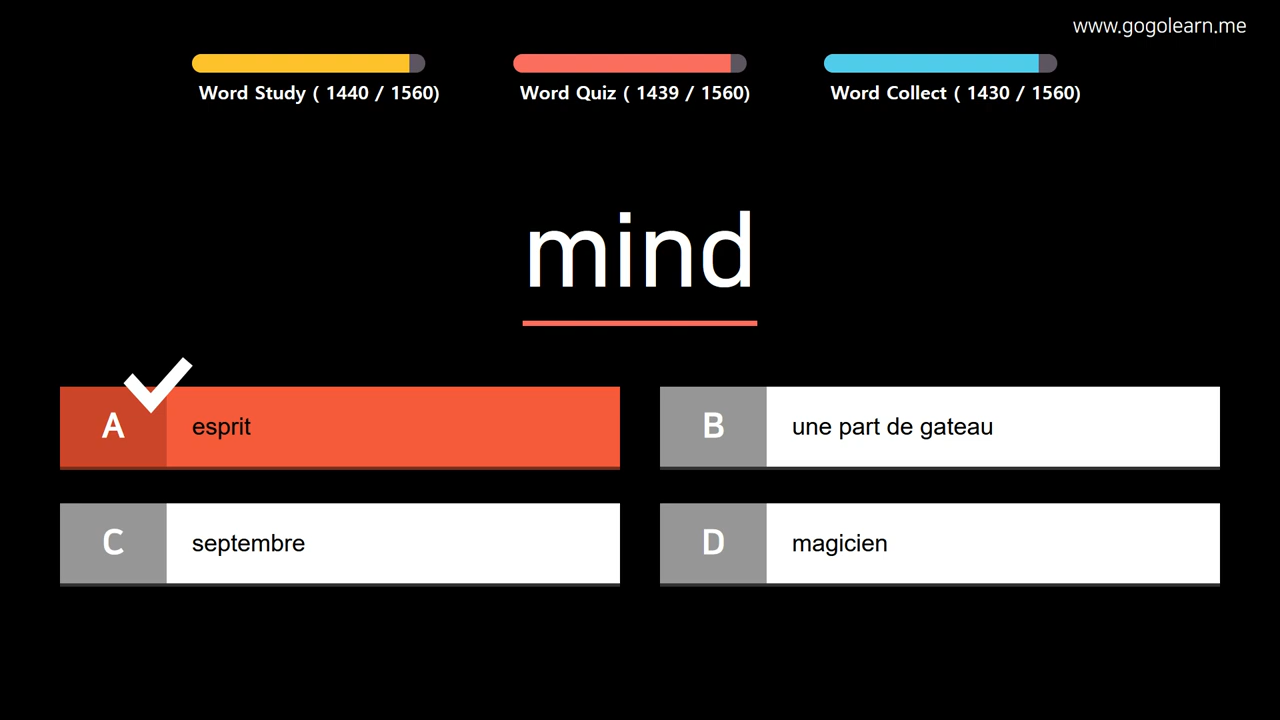 www.gogolearn.me
Word Study ( 1440 / 1560)
Word Quiz ( 1439 / 1560)
Word Collect ( 1430 / 1560)
mind
A esprit
B une part de gateau
C septembre
D magicien